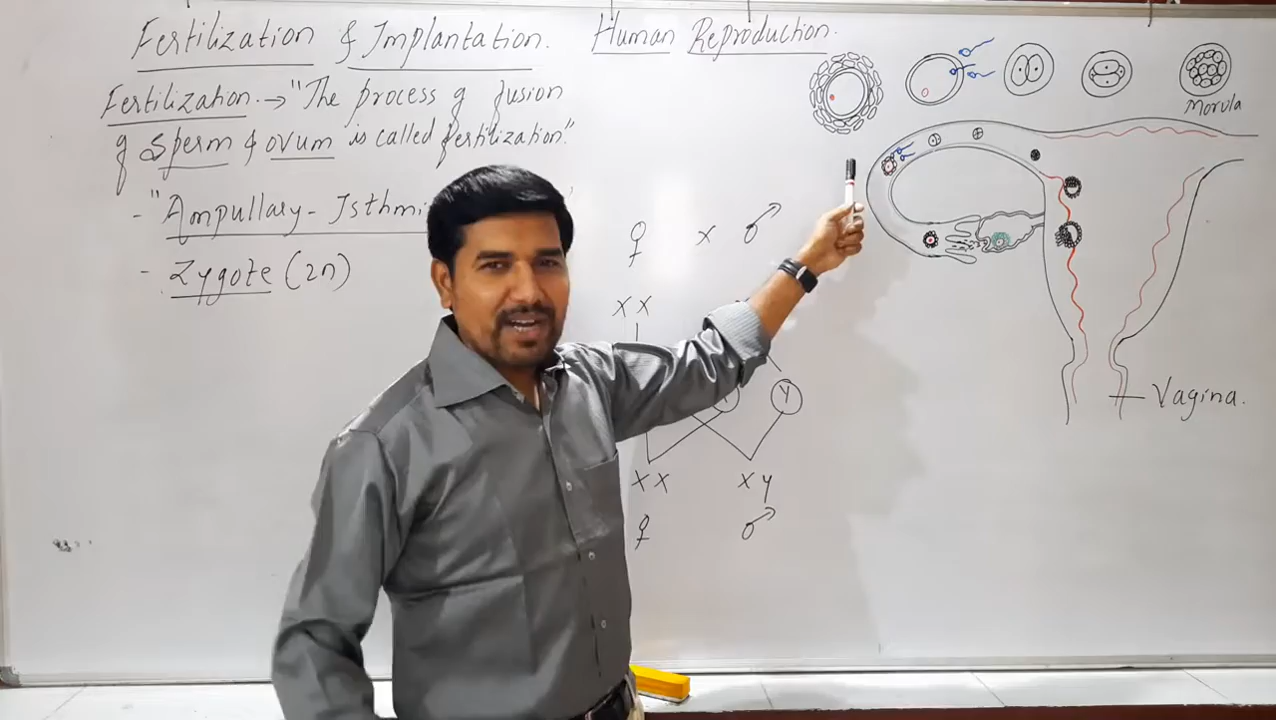 Fertilization & Implantation. Human Reproduction.
Fertilization → "The process of fusion
of sperm & ovum is called fertilization."
- "Ampullary - Isthmi
- Zygote (2n)
Morula
♀ x ♂
XX
Y
XX Xy
♀ ♂
Vagina.